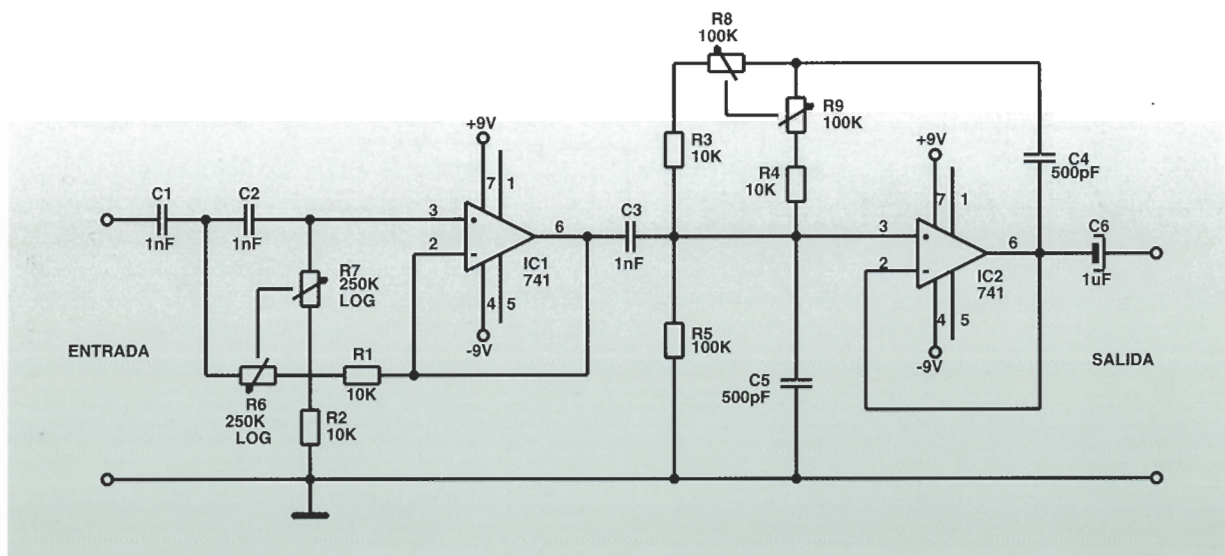 R8
100K
R9
100K
R3
10K
R4
10K
+9V
7
1
+9V
7
1
C4
500pF
C1
1nF
C2
1nF
3
2
6
IC1
741
4
5
-9V
C3
1nF
3
2
6
IC2
741
4
5
-9V
C6
1uF
R7
250K
LOG
ENTRADA
R1
10K
R6
250K
LOG
R2
10K
R5
100K
C5
500pF
SALIDA